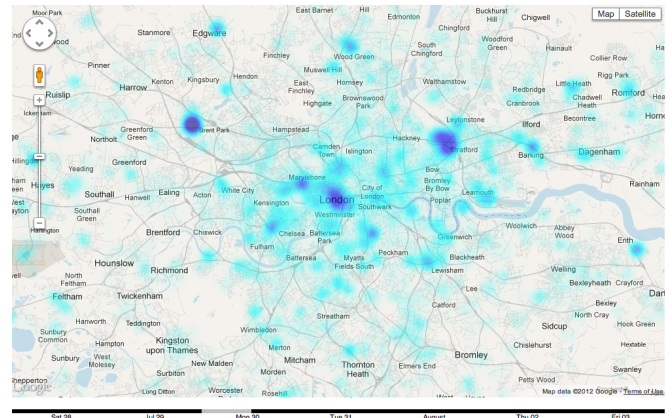 Moor Park
East Barnet
Hill
Edmonton
Buckhurst
Hill
Chigwell
Map
Satellite
Stanmore
Edgware
Chingford
Woodford
Green
Hainault
Finchley
Wood Green
South
Chingford
Collier Row
Pinner
Muswell Hill
Rigg Park
Harrow
Kenton
Kingsbury
Hendon
East
Finchley
Hornsey
Walthamstow
Redbridge
Little Heath
Romford
Ruislip
Highgate
Brownswood
Park
Cranbrook
Chadwell
Heath
Leytonstone
Ilford
Becontree
Northolt
Greenford
Green
Brent Park
Hampstead
Hackney
Stratford
Barking
Dagenham
Camden
Town
Islington
Yeading
Greenford
Bow
Marylebone
Bromley
By Bow
Rainham
Hayes
Southall
Hanwell
Ealing
Acton
White City
Kensington
London
City of
London
Southwark
Poplar
Leamouth
Westminster
Southall
Green
Brentford
Chiswick
Chelsea
Battersea
Park
Greenwich
Woolwich
Abbey
Wood
Erith
Harlington
Fulham
Battersea
Myatts
Fields South
Peckham
Blackheath
Hounslow
Richmond
Lewisham
Welling
North
Feltham
Lee
Bexleyheath
Crayford
Feltham
Twickenham
Catford
Bexley
Streatham
North Cray
Hanworth
Teddington
Sidcup
Hook Green
Sunbury
Common
Hampton
Wimbledon
Kingston
upon Thames
Merton
Chislehurst
Hextable
Sunbury
West
Molesey
New Malden
Mitcham
Thornton
Heath
Elmers End
Bromley
Swanley
Surbiton
Morden
Petts Wood
Shepperton
Google
Long Ditton
Worcester
Rosehill
Map data ©2012 Google - Terms of Use
Sat 28
Jul 29
Mon 30
Tue 31
August
Thu 02
Fri 03